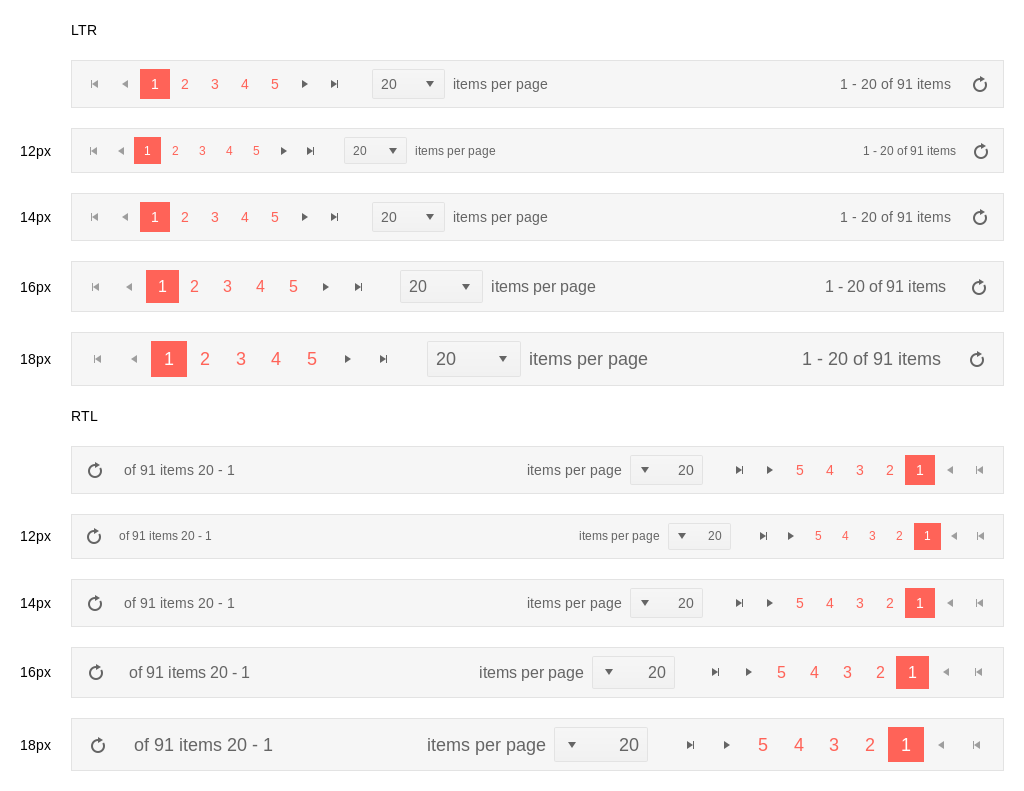 LTR
1 2 3 4 5 20 items per page 1 - 20 of 91 items
12px 1 2 3 4 5 20 items per page 1 - 20 of 91 items
14px 1 2 3 4 5 20 items per page 1 - 20 of 91 items
16px 1 2 3 4 5 20 items per page 1 - 20 of 91 items
18px 1 2 3 4 5 20 items per page 1 - 20 of 91 items
RTL
of 91 items 20 - 1 items per page 20 5 4 3 2 1
12px of 91 items 20 - 1 items per page 20 5 4 3 2 1
14px of 91 items 20 - 1 items per page 20 5 4 3 2 1
16px of 91 items 20 - 1 items per page 20 5 4 3 2 1
18px of 91 items 20 - 1 items per page 20 5 4 3 2 1